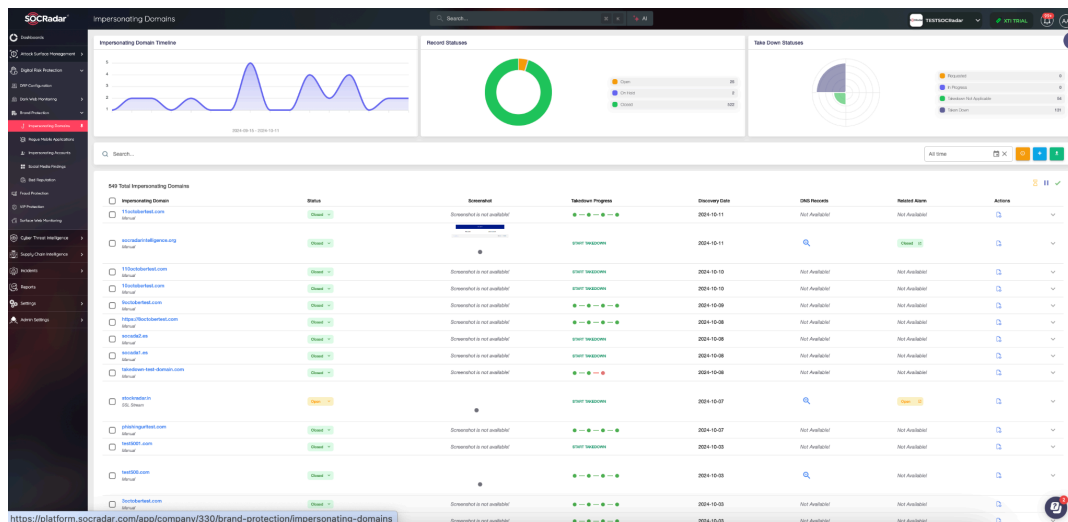 SOCRadar
Impersonating Domains
Search...
AI
TESTSOCRadar
XTI TRIAL
Dashboards
Attack Surface Management
Digital Risk Protection
DRP Configuration
Dark Web Monitoring
Brand Protection
Impersonating Domains
Rogue Mobile Applications
Impersonating Accounts
Social Media Findings
Bad Reputation
Fraud Protection
VIP Protection
Surface Web Monitoring
Cyber Threat Intelligence
Supply Chain Intelligence
Incidents
Reports
Settings
Admin Settings
Impersonating Domain Timeline
Record Statuses
Open
On Hold
Closed
Take Down Statuses
Requested 0
In Progress 0
Takedown Not Applicable 54
Taken Down 131
Search...
All time
549 Total Impersonating Domains
Impersonating Domain Status Screenshot Takedown Progress Discovery Date DNS Records Related Alarm Actions
11octobertest.com Closed Screenshot is not available! 2024-10-11 Not Available! Not Available!
Manual
socradarintelligence.org Closed START TAKEDOWN 2024-10-11 Closed
Manual
110octobertest.com Closed Screenshot is not available! START TAKEDOWN 2024-10-10 Not Available! Not Available!
Manual
10octobertest.com Closed Screenshot is not available! START TAKEDOWN 2024-10-10 Not Available! Not Available!
Manual
9octobertest.com Closed Screenshot is not available! 2024-10-09 Not Available! Not Available!
Manual
https://8octobertest.com Closed Screenshot is not available! 2024-10-08 Not Available! Not Available!
Manual
socada2.es Closed Screenshot is not available! START TAKEDOWN 2024-10-08 Not Available! Not Available!
Manual
socada1.es Closed Screenshot is not available! START TAKEDOWN 2024-10-08 Not Available! Not Available!
Manual
takedown-test-domain.com Closed Screenshot is not available! 2024-10-08 Not Available! Not Available!
Manual
stockradar.in Open START TAKEDOWN 2024-10-07 Open
SSL Stream
phishingurltest.com Closed Screenshot is not available! 2024-10-07 Not Available! Not Available!
Manual
test5001.com Closed Screenshot is not available! START TAKEDOWN 2024-10-03 Not Available! Not Available!
Manual
test500.com Closed 2024-10-03 Not Available!
Manual
3octobertest.com Closed Screenshot is not available! 2024-10-03 Not Available! Not Available!
https://platform.socradar.com/app/company/330/brand-protection/impersonating-domains